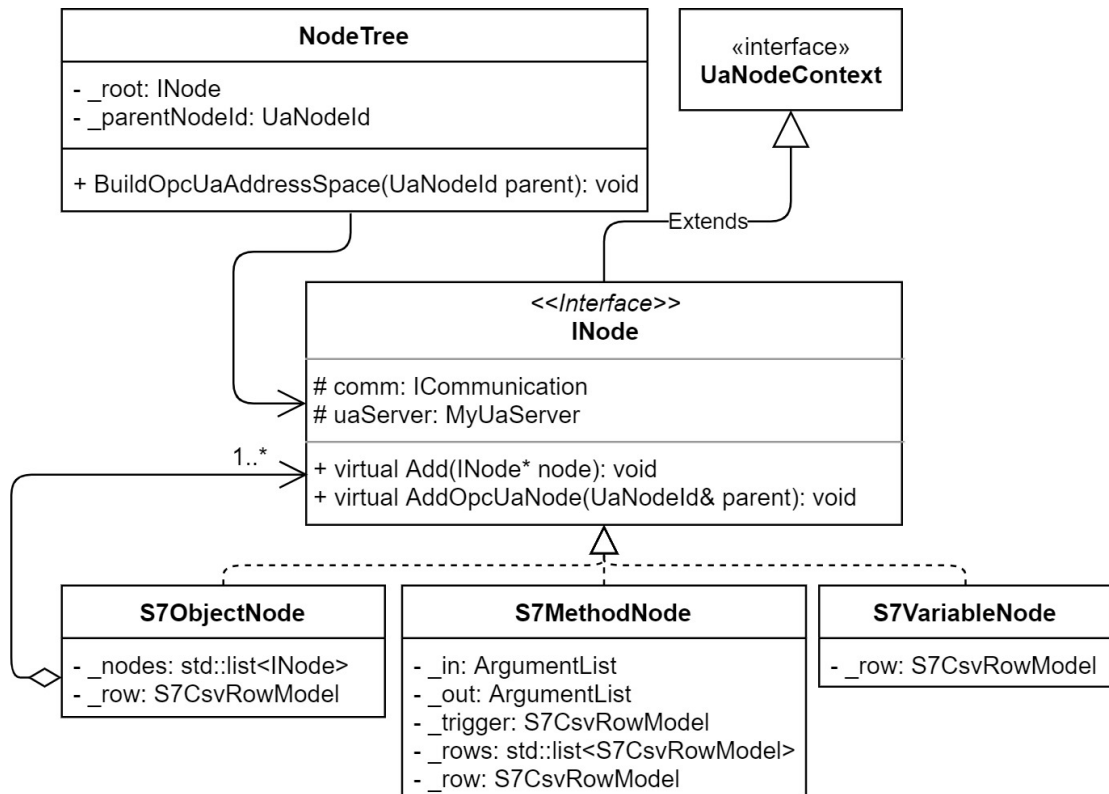 NodeTree
- _root: INode
- _parentNodeId: UaNodeId
+ BuildOpcUaAddressSpace(UaNodeId parent): void
«interface»
UaNodeContext
Extends
<<Interface>>
INode
# comm: ICommunication
# uaServer: MyUaServer
+ virtual Add(INode* node): void
+ virtual AddOpcUaNode(UaNodeId& parent): void
1..*
S7ObjectNode
- _nodes: std::list<INode>
- _row: S7CsvRowModel
S7MethodNode
- _in: ArgumentList
- _out: ArgumentList
- _trigger: S7CsvRowModel
- _rows: std::list<S7CsvRowModel>
- _row: S7CsvRowModel
S7VariableNode
- _row: S7CsvRowModel